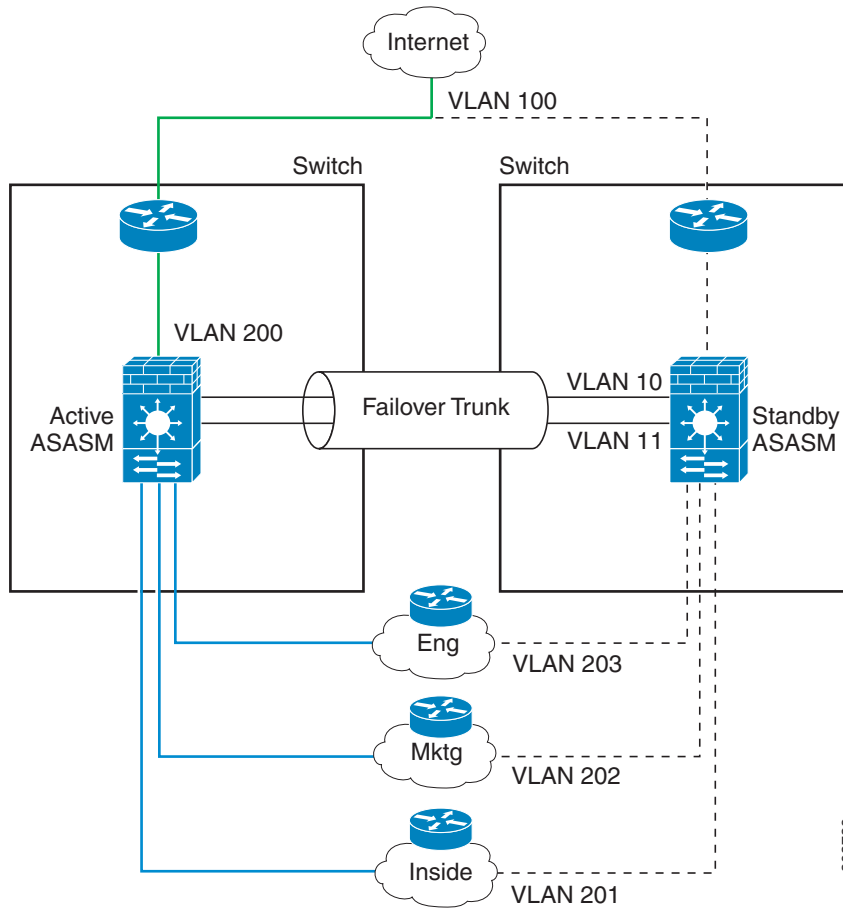 Internet
VLAN 100
Switch
Switch
VLAN 200
Active
ASASM
Failover Trunk
VLAN 10
VLAN 11
Standby
ASASM
Eng
VLAN 203
Mktg
VLAN 202
Inside
VLAN 201